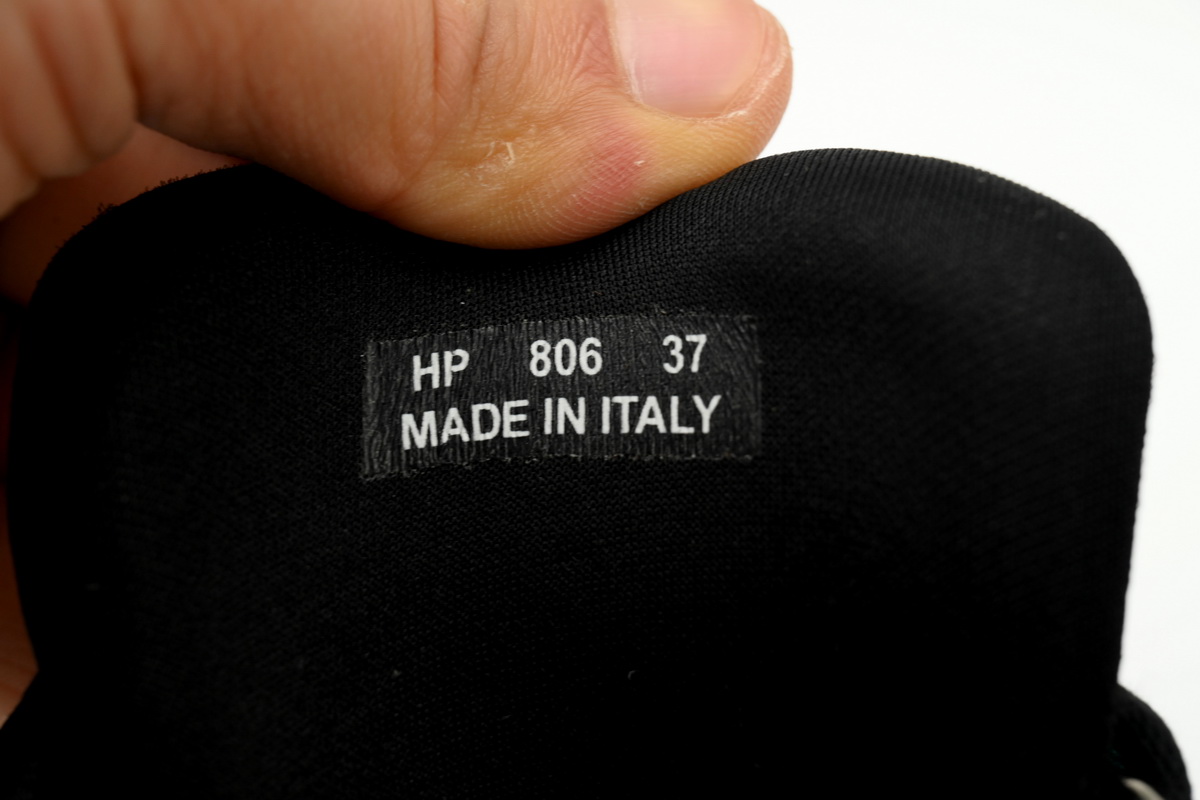 HP 806 37
MADE IN ITALY